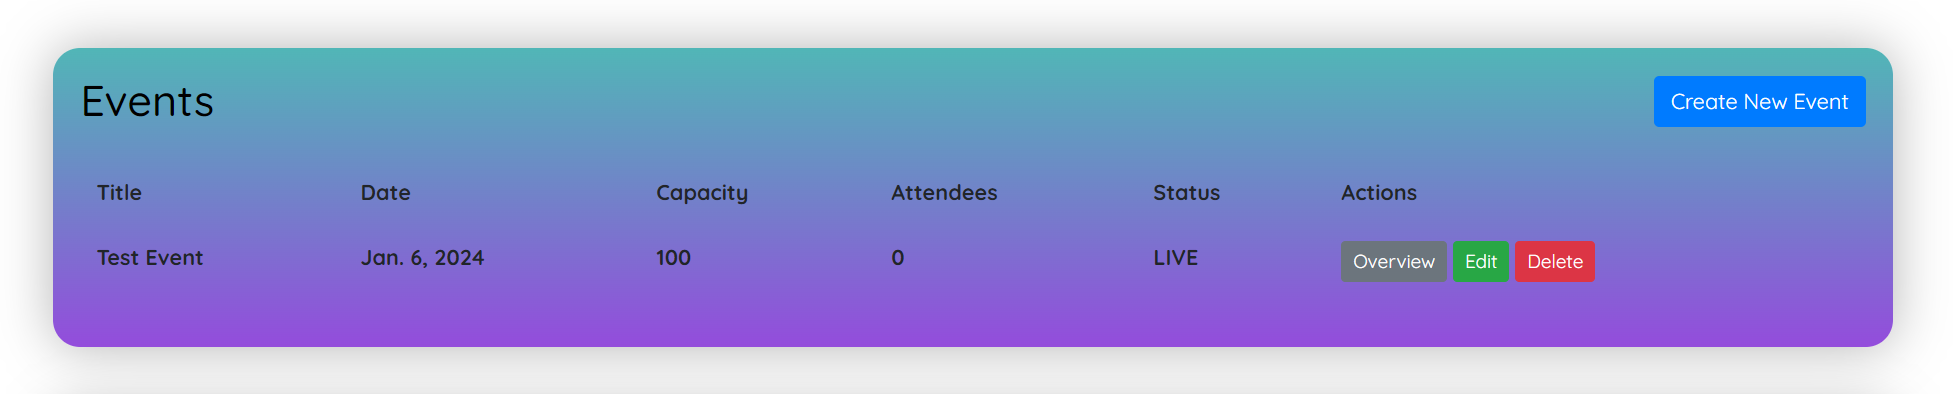 Events Create New Event
Title Date Capacity Attendees Status Actions
Test Event Jan. 6, 2024 100 0 LIVE Overview Edit Delete